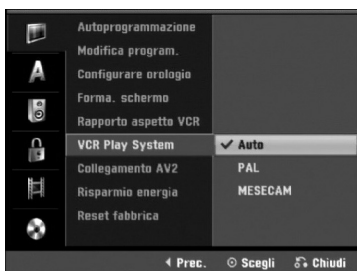 Autoprogrammazione
Modifica program.
A
Configurare orologio
Forma. schermo
Rapporto aspetto VCR
VCR Play System
✔ Auto
Collegamento AV2
PAL
Risparmio energia
MESECAM
Reset fabbrica
Prec. Scegli Chiudi